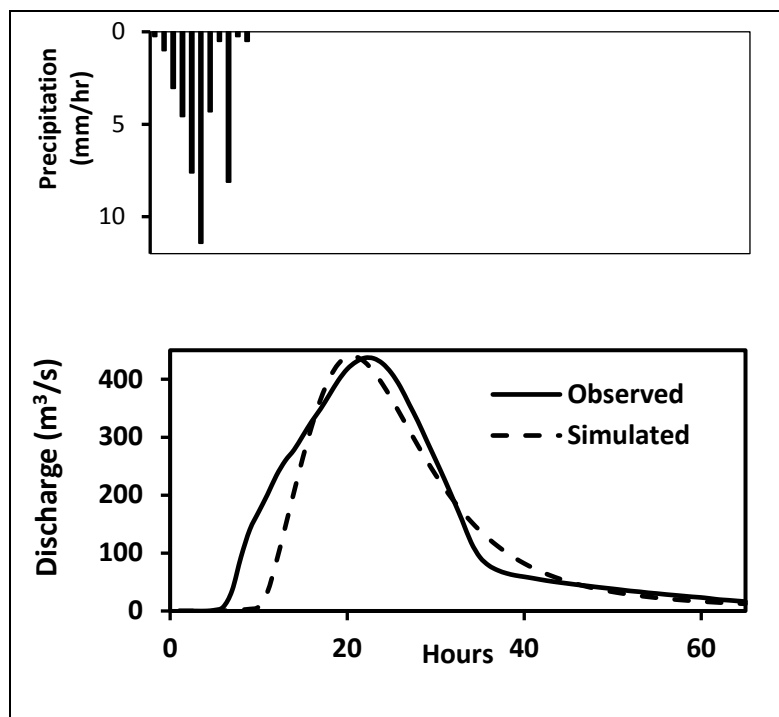 Precipitation
(mm/hr)
0
5
10
Discharge (m³/s)
400
300
200
100
0
Observed
Simulated
0
20
40
60
Hours